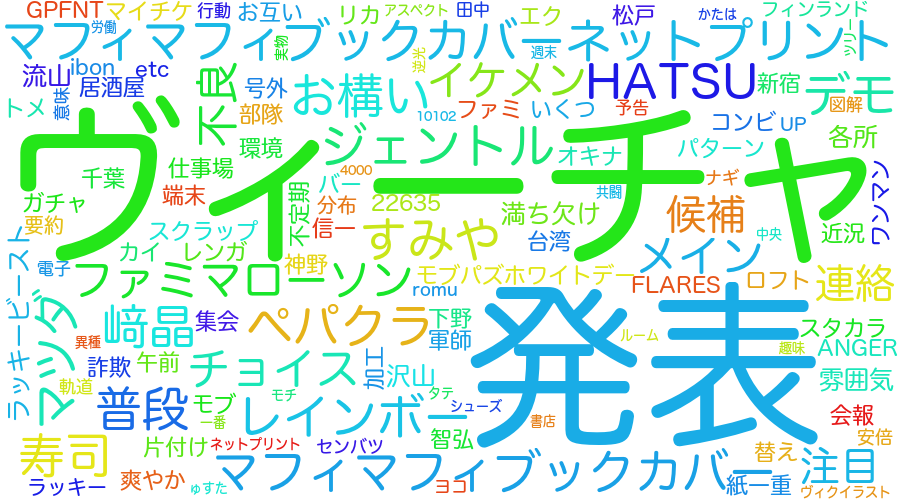 GPFNT マイチケ 行動 お互い リカ アスペクト 田中 エク 松戸 かたは フィンランド
労働
マフィマフィブックカバーネットプリント
実物 逆光 週末 ツリー
流山 ibon etc 不良 号外 お構い イケメン HATSU 新宿 デモ
意味 居酒屋
ケメ 部隊 10102 ファミ いくつ 予告 図解
コンビ UP 各所
ヴィーチャ
環境 ジェントル オキナ パターン
千葉 仕事場 4000 共闘 ナギ ワンマン
ガチャ 端末 不定期 バー 22635 満ち欠け 候補
要約 スクラップ 分布 信一 すみや 台湾 中央 近況
カイ レンガ メイン
電子 ファミマローソン 神野 モブパズホワイトデー ロフト 連絡
romu FLARES
ラッキービースト マツダ 崎晶 集会 ペパクラ 下野 発表 スタカラ
異種 軍師 ルーム 趣味 ANGER
詐欺 午前 チョイス 加工 沢山 雰囲気
軌道 モチ タテ
普段 モブ レインボー シューズ 会報
一番 書店
寿司 片付け ネットプリント センバツ 智弘 替え 安倍
マフィマフィブックカバー 注目
ラッキー 爽やか ゅすた ヨコ 紙一重 ヴィクイラスト